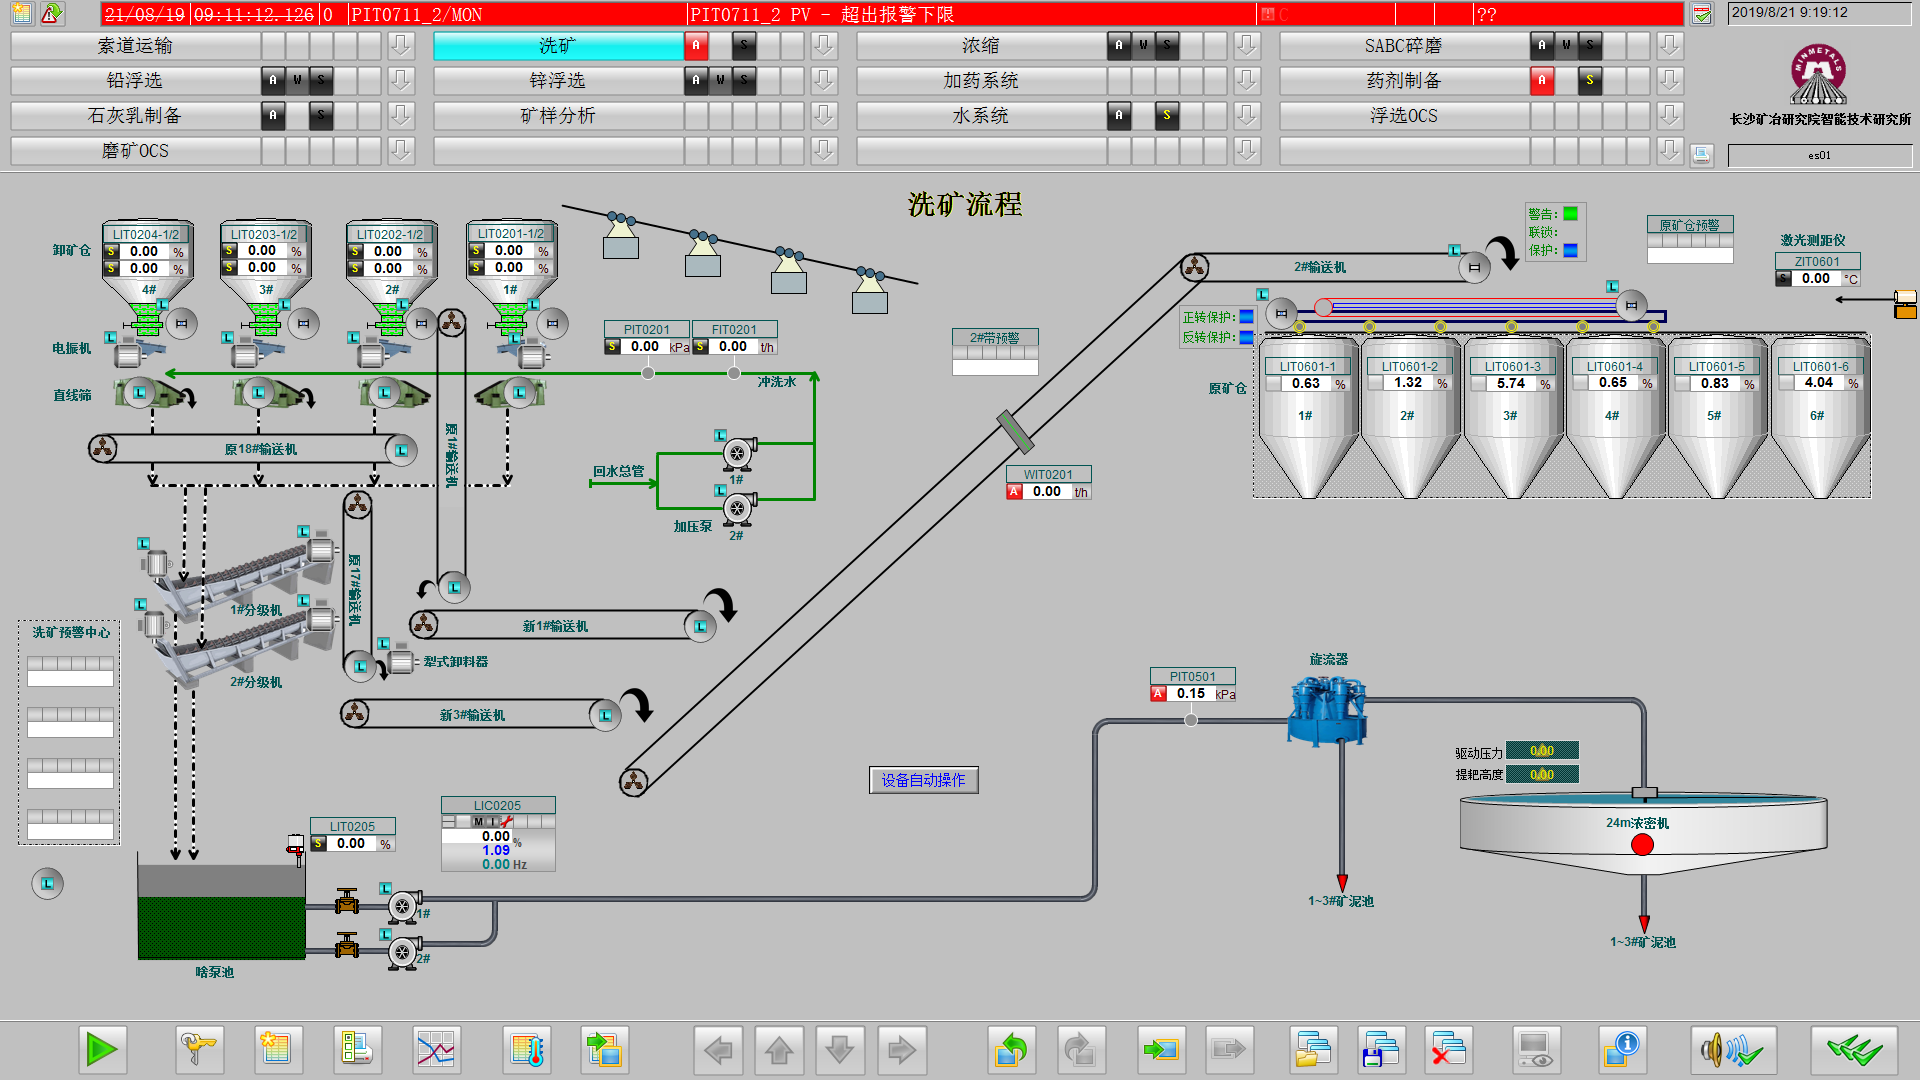 21/08/19 09:11:12.126 0 PIT0711_2/MON PIT0711_2 PV - 超出报警下限 ??
2019/8/21 9:19:12
索道运输 洗矿 A S 浓缩 A W S SABC碎磨 A W S
铅浮选 A W S 锌浮选 A W S 加药系统 药剂制备 A S
石灰乳制备 A S 矿样分析 水系统 A S 浮选OCS
磨矿OCS
MINMETALS
长沙矿冶研究院智能技术研究所
es01
洗矿流程
卸矿仓
LIT0204-1/2
S 0.00 %
S 0.00 %
4#
LIT0203-1/2
S 0.00 %
S 0.00 %
3#
LIT0202-1/2
S 0.00 %
S 0.00 %
2#
LIT0201-1/2
S 0.00 %
S 0.00 %
1#
电振机
直线筛
PIT0201
S 0.00 kPa
FIT0201
S 0.00 t/h
冲洗水
原18#输送机
原1#输送机
原17#输送机
回水总管
1#
加压泵
2#
1#分级机
2#分级机
犁式卸料器
新1#输送机
新3#输送机
洗矿预警中心
2#带预警
WIT0201
A 0.00 t/h
2#输送机
警告:
联锁:
保护:
原矿仓预警
激光测距仪
ZIT0601
S 0.00 °C
正转保护:
反转保护:
原矿仓
LIT0601-1
0.63 %
1#
LIT0601-2
1.32 %
2#
LIT0601-3
5.74 %
3#
LIT0601-4
0.65 %
4#
LIT0601-5
0.83 %
5#
LIT0601-6
4.04 %
6#
PIT0501
A 0.15 kPa
旋流器
1~3#矿泥池
驱动压力 0.00
提耙高度 0.00
24m浓密机
1~3#矿泥池
设备自动操作
LIC0205
M I
0.00 %
1.09
0.00 Hz
LIT0205
S 0.00 %
1#
2#
啥泵池